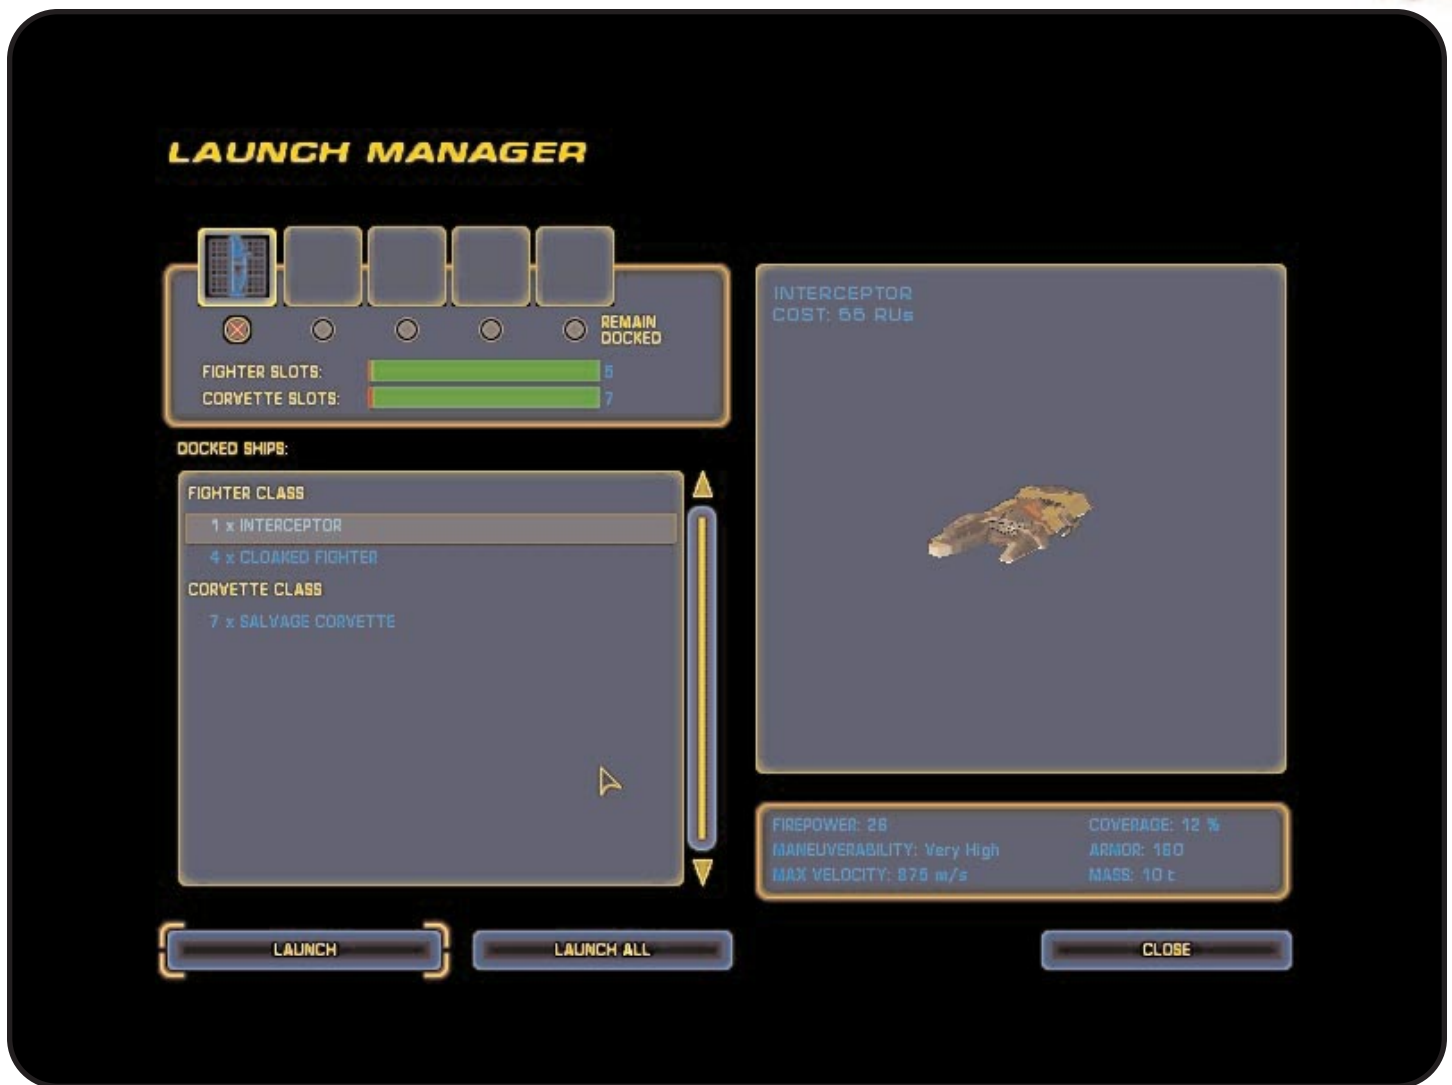 LAUNCH MANAGER
REMAIN
DOCKED
FIGHTER SLOTS: 5
CORVETTE SLOTS: 7
DOCKED SHIPS:
FIGHTER CLASS
1 x INTERCEPTOR
4 x CLOAKED FIGHTER
CORVETTE CLASS
7 x SALVAGE CORVETTE
LAUNCH
LAUNCH ALL
INTERCEPTOR
COST: 55 RUs
FIREPOWER: 26
MANEUVERABILITY: Very High
MAX VELOCITY: 875 m/s
COVERAGE: 12 %
ARMOR: 160
MASS: 10 t
CLOSE